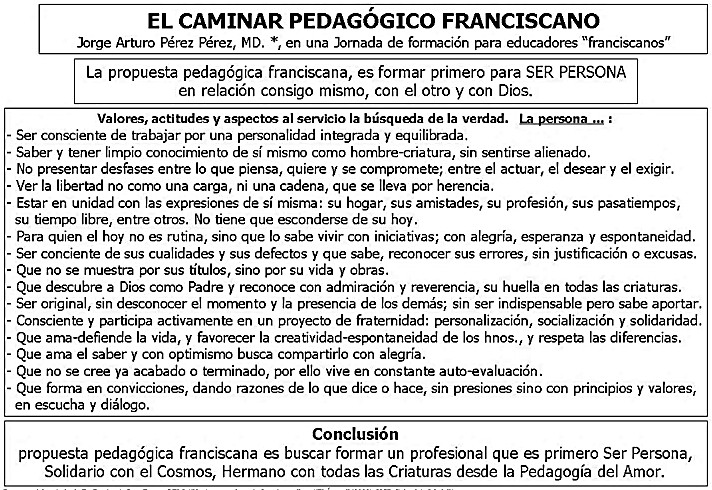 EL CAMINAR PEDAGÓGICO FRANCISCANO
Jorge Arturo Pérez Pérez, MD. *, en una Jornada de formación para educadores “franciscanos”
La propuesta pedagógica franciscana, es formar primero para SER PERSONA
en relación consigo mismo, con el otro y con Dios.
Valores, actitudes y aspectos al servicio la búsqueda de la verdad. La persona ... :
- Ser consciente de trabajar por una personalidad integrada y equilibrada.
- Saber y tener limpio conocimiento de sí mismo como hombre-criatura, sin sentirse alienado.
- No presentar desfases entre lo que piensa, quiere y se compromete; entre el actuar, el desear y el exigir.
- Ver la libertad no como una carga, ni una cadena, que se lleva por herencia.
- Estar en unidad con las expresiones de sí misma: su hogar, sus amistades, su profesión, sus pasatiempos,
su tiempo libre, entre otros. No tiene que esconderse de su hoy.
- Para quien el hoy no es rutina, sino que lo sabe vivir con iniciativas; con alegría, esperanza y espontaneidad.
- Ser conciente de sus cualidades y sus defectos y que sabe, reconocer sus errores, sin justificación o excusas.
- Que no se muestra por sus títulos, sino por su vida y obras.
- Que descubre a Dios como Padre y reconoce con admiración y reverencia, su huella en todas las criaturas.
- Ser original, sin desconocer el momento y la presencia de los demás; sin ser indispensable pero sabe aportar.
- Consciente y participa activamente en un proyecto de fraternidad: personalización, socialización y solidaridad.
- Que ama-defiende la vida, y favorecer la creatividad-espontaneidad de los hnos., y respeta las diferencias.
- Que ama el saber y con optimismo busca compartirlo con alegría.
- Que no se cree ya acabado o terminado, por ello vive en constante auto-evaluación.
- Que forma en convicciones, dando razones de lo que dice o hace, sin presiones sino con principios y valores,
en escucha y diálogo.
Conclusión
propuesta pedagógica franciscana es buscar formar un profesional que es primero Ser Persona,
Solidario con el Cosmos, Hermano con todas las Criaturas desde la Pedagogía del Amor.